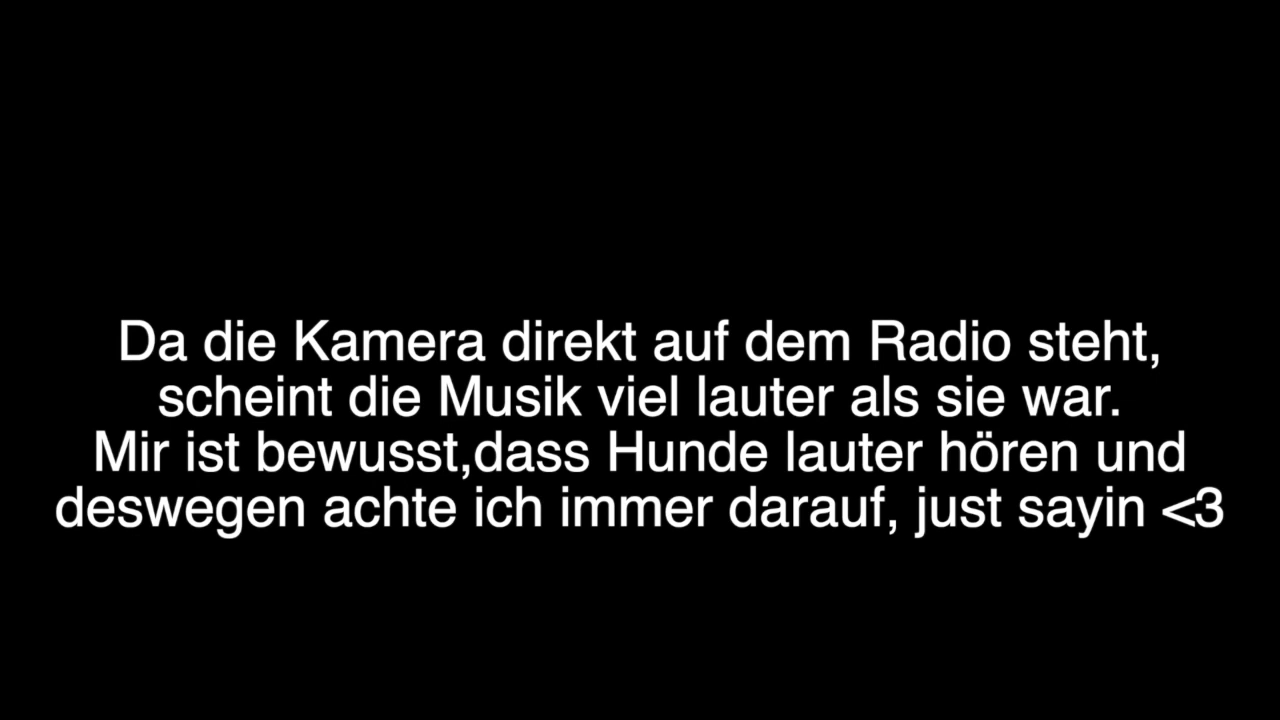 Da die Kamera direkt auf dem Radio steht,
scheint die Musik viel lauter als sie war.
Mir ist bewusst,dass Hunde lauter hören und
deswegen achte ich immer darauf, just sayin <3